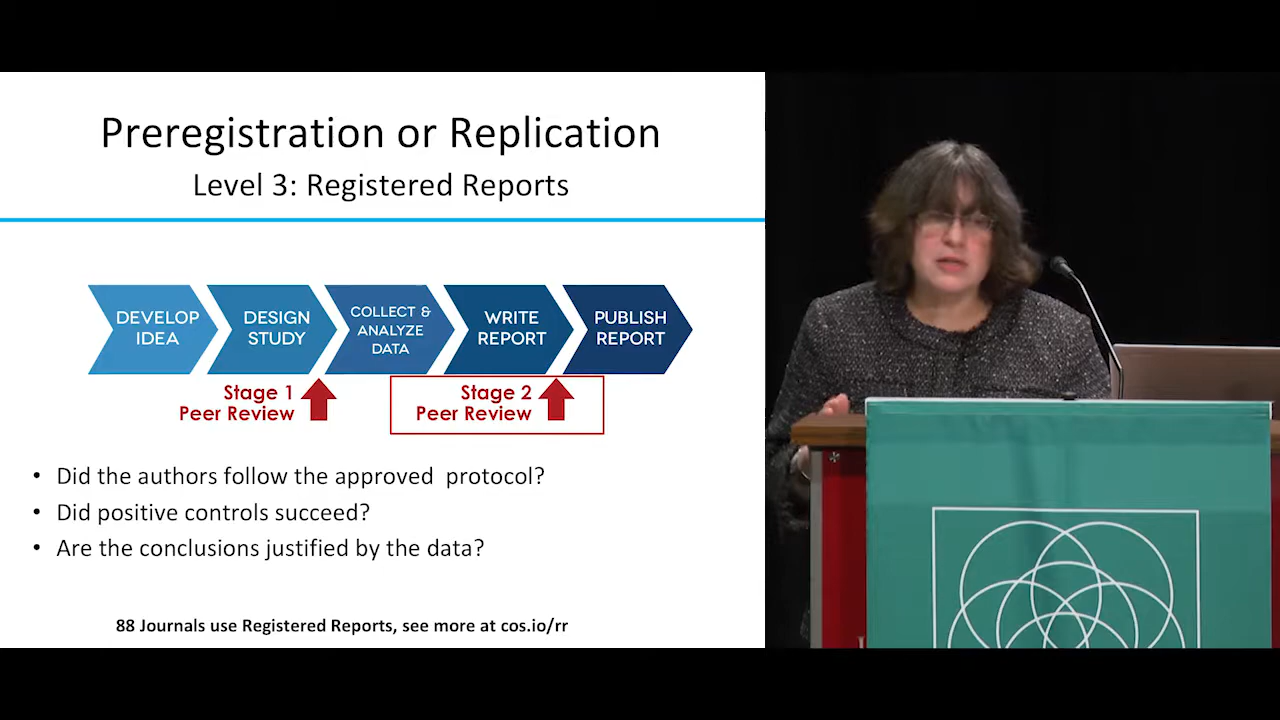 Preregistration or Replication
Level 3: Registered Reports
DEVELOP
IDEA
DESIGN
STUDY
COLLECT &
ANALYZE
DATA
WRITE
REPORT
PUBLISH
REPORT
Stage 1
Peer Review
Stage 2
Peer Review
• Did the authors follow the approved protocol?
• Did positive controls succeed?
• Are the conclusions justified by the data?
88 Journals use Registered Reports, see more at cos.io/rr